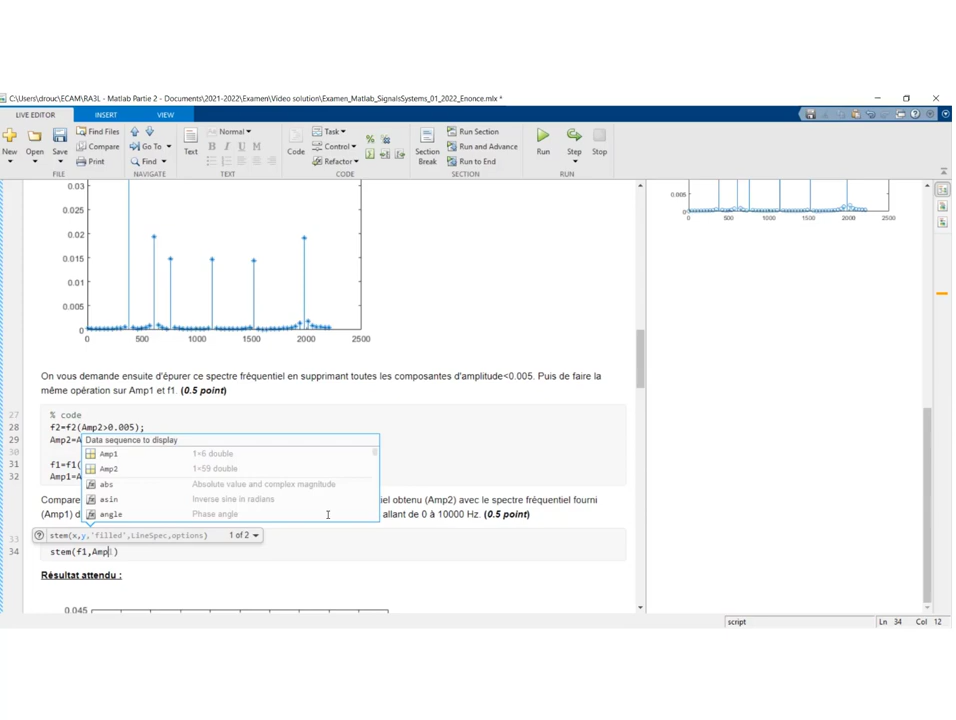 C:\Users\drouc\ECAM\RA3L - Matlab Partie 2 - Documents\2021-2022\Examen\Video solution\Examen_Matlab_SignalsSystems_01_2022_Enonce.mlx *
LIVE EDITOR INSERT VIEW
New Open Save Find Files Compare Print
Go To Find
Text Normal B I U M
Code Task Control Refactor
Section Break Run Section Run and Advance Run to End
Run Step Stop
FILE NAVIGATE TEXT CODE SECTION RUN
0.03
0.025
0.02
0.015
0.01
0.005
0
0 500 1000 1500 2000 2500
0.005
0
0 500 1000 1500 2000 2500
On vous demande ensuite d'épurer ce spectre fréquentiel en supprimant toutes les composantes d'amplitude<0.005. Puis de faire la
même opération sur Amp1 et f1. (0.5 point)
27 % code
28 f2=f2(Amp2>0.005);
29 Amp2=A
30
31 f1=f1(
32 Amp1=A
Data sequence to display
Amp1 1×6 double
Amp2 1×59 double
fx abs Absolute value and complex magnitude
fx asin Inverse sine in radians
fx angle Phase angle
Compare iel obtenu (Amp2) avec le spectre fréquentiel fourni
(Amp1) d allant de 0 à 10000 Hz. (0.5 point)
stem(x,y,'filled',LineSpec,options) 1 of 2
33
34 stem(f1,Amp)
Résultat attendu :
0.045
script Ln 34 Col 12